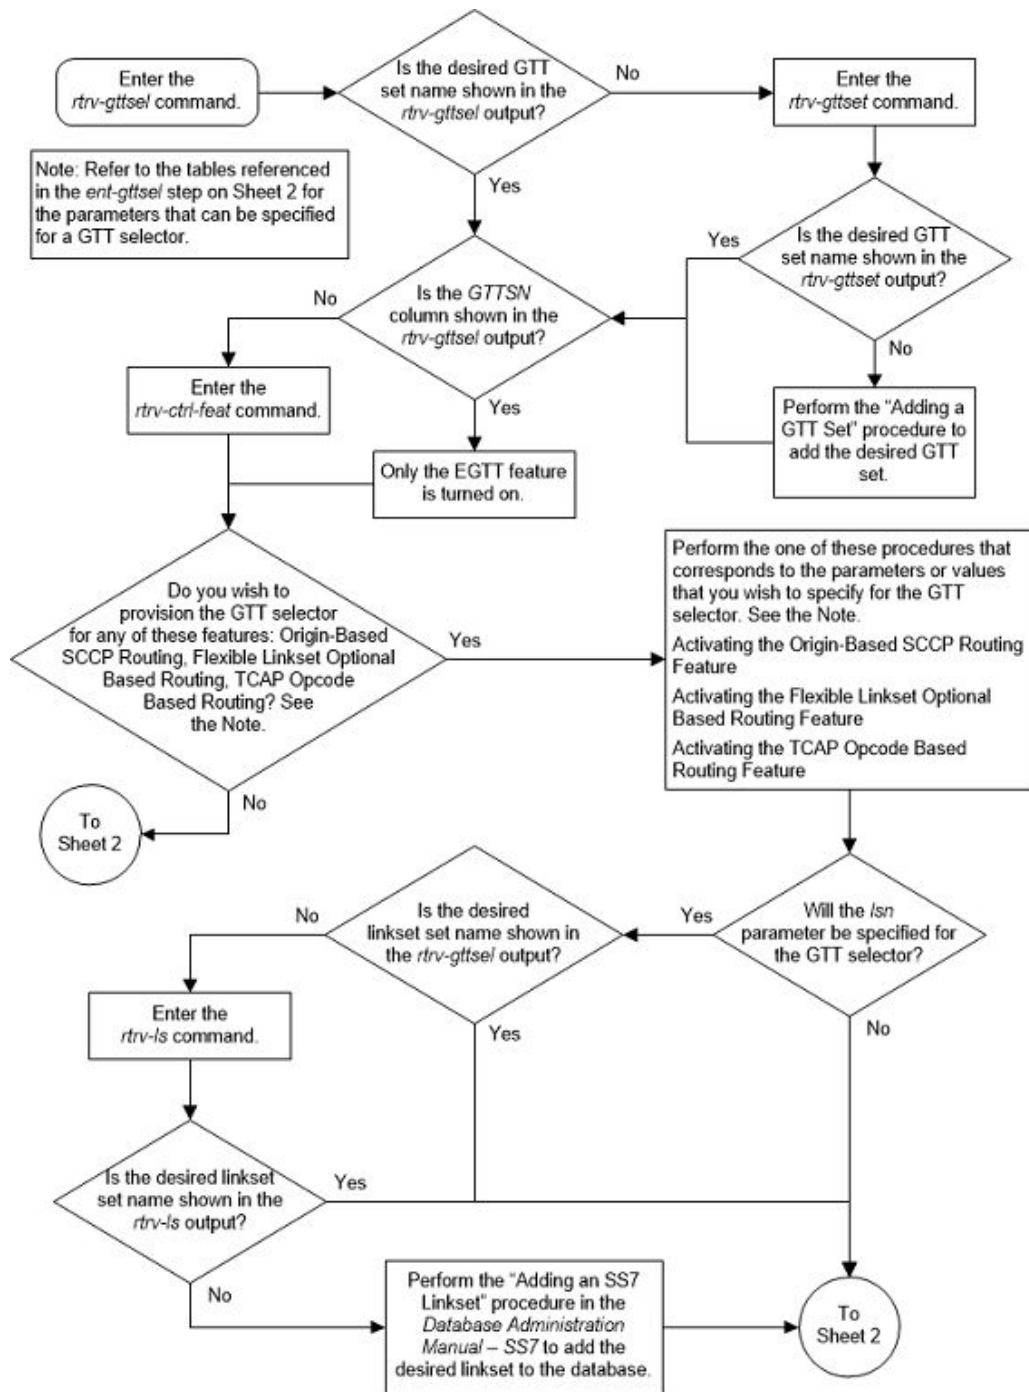 Enter the
rtrv-gttsel command.
Is the desired GTT
set name shown in the
rtrv-gttsel output?
No
Enter the
rtrv-gttset command.
Note: Refer to the tables referenced
in the ent-gttsel step on Sheet 2 for
the parameters that can be specified
for a GTT selector.
Yes
Yes
Is the desired GTT
set name shown in the
rtrv-gttset output?
No
Is the GTTSN
column shown in the
rtrv-gttsel output?
No
Enter the
rtrv-ctrl-feat command.
Yes
Perform the “Adding a
GTT Set” procedure to
add the desired GTT
set.
Only the EGTT feature
is turned on.
Do you wish to
provision the GTT selector
for any of these features: Origin-Based
SCCP Routing, Flexible Linkset Optional
Based Routing, TCAP Opcode
Based Routing? See
the Note.
Yes
Perform the one of these procedures that
corresponds to the parameters or values
that you wish to specify for the GTT
selector. See the Note.
Activating the Origin-Based SCCP Routing
Feature
Activating the Flexible Linkset Optional
Based Routing Feature
Activating the TCAP Opcode Based
Routing Feature
No
To
Sheet 2
No
Is the desired
linkset set name shown in
the rtrv-gttsel output?
Yes
Will the lsn
parameter be specified for
the GTT selector?
Enter the
rtrv-ls command.
Yes
No
Is the desired linkset
set name shown in the
rtrv-ls output?
Yes
No
Perform the “Adding an SS7
Linkset” procedure in the
Database Administration
Manual – SS7 to add the
desired linkset to the database.
To
Sheet 2